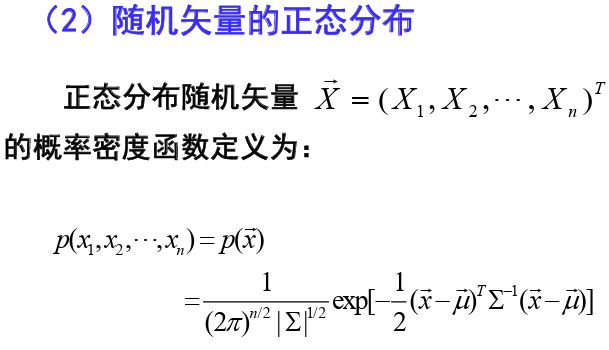 （2）随机矢量的正态分布
正态分布随机矢量 $\vec{X} = (X_1, X_2, \cdots, X_n)^T$
的概率密度函数定义为：
$p(x_1, x_2, \cdots, x_n) = p(\vec{x})$
$= \frac{1}{(2\pi)^{n/2} |\Sigma|^{1/2}} \exp[-\frac{1}{2}(\vec{x} - \vec{\mu})^T \Sigma^{-1} (\vec{x} - \vec{\mu})]$